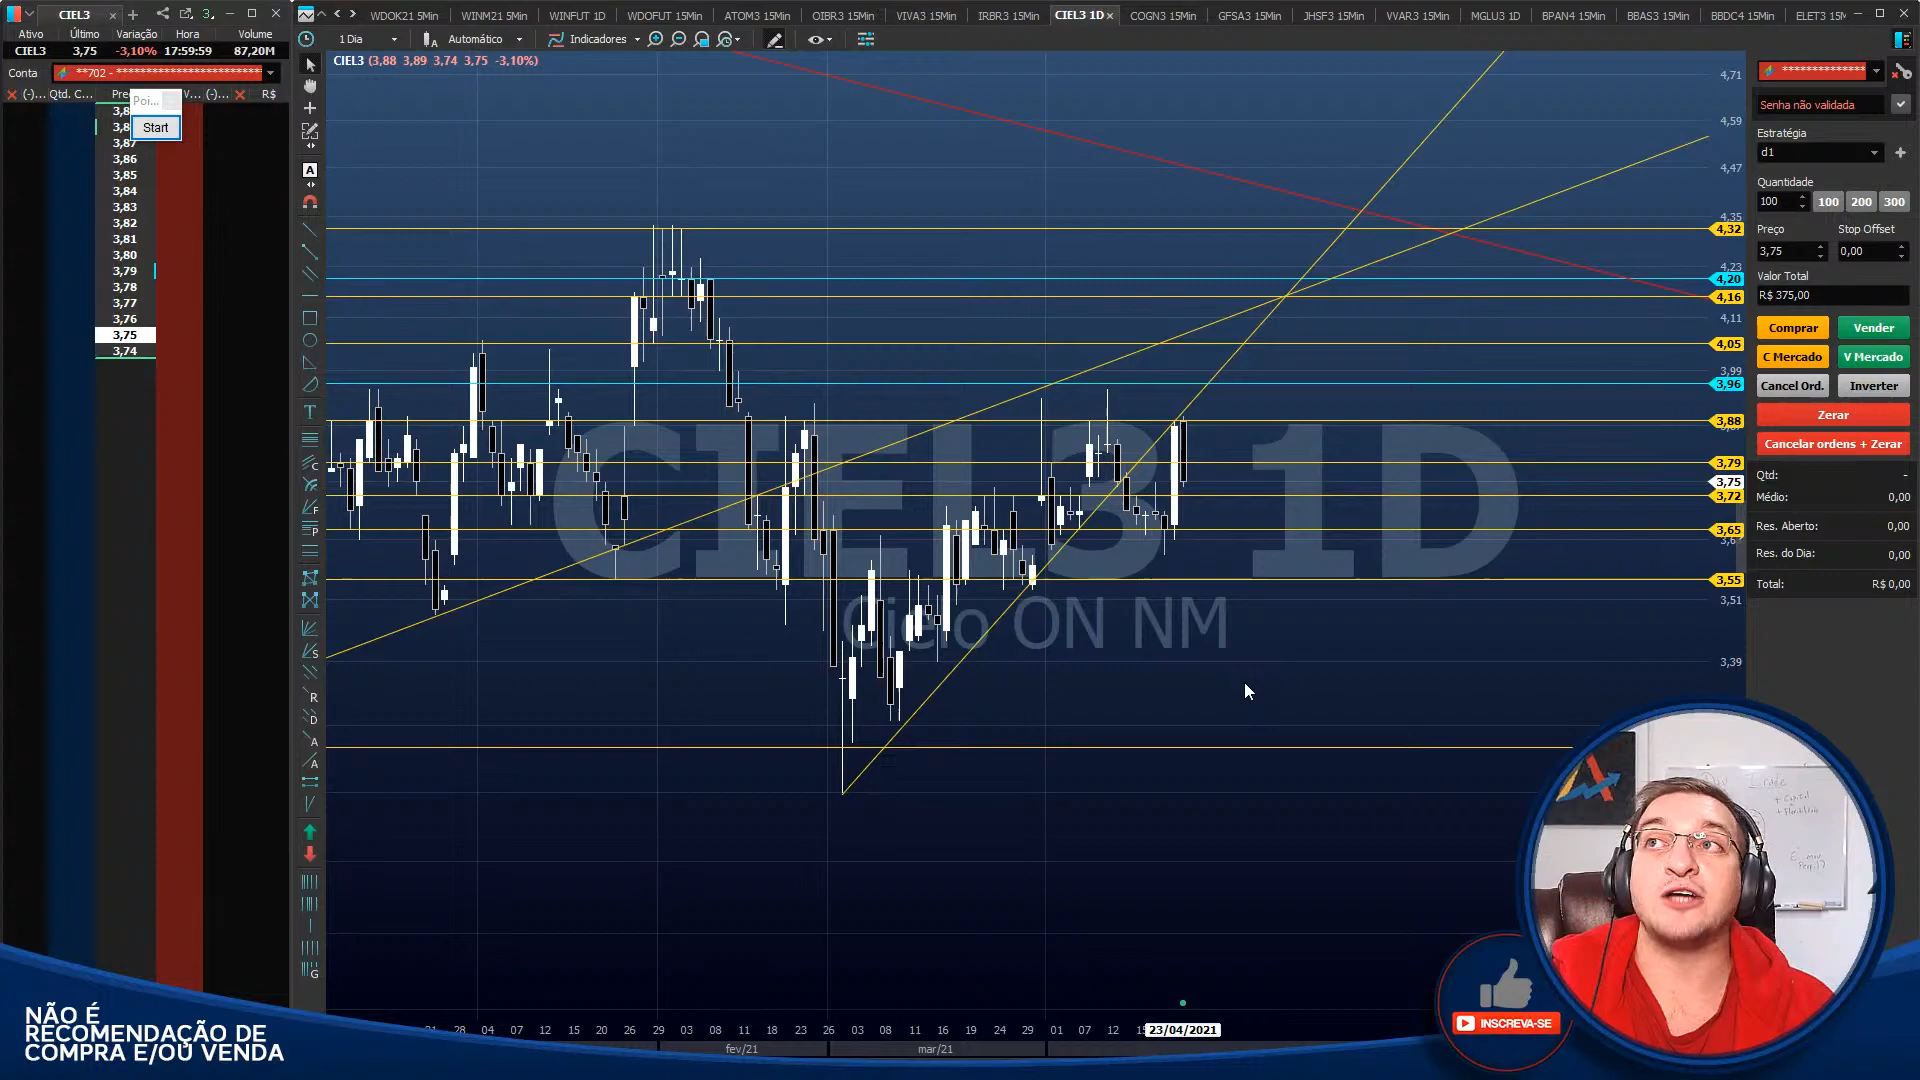 CIEL3
3
WDOK21 5Min
WINM21 5Min
WINFUT 1D
WDOFUT 15Min
ATOM3 15Min
OIBR3 15Min
VIVA3 15Min
IRBR3 15Min
CIEL3 1D
COGN3 15Min
GFSA3 15Min
JHSF3 15Min
VVAR3 15Min
MGLU3 1D
BPAN4 15Min
BBAS3 15Min
BBDC4 15Min
ELET3 15M
Ativo Último Variação Hora Volume
CIEL3 3,75 -3,10% 17:59:59 87,20M
1 Dia
Automático
Indicadores
Conta **702 - **************************
CIEL3 (3,88 3,89 3,74 3,75 -3,10%)
(-)... Qtd. C... Pre V... (-)... R$
Poi...
Start
3,87
3,86
3,85
3,84
3,83
3,82
3,81
3,80
3,79
3,78
3,77
3,76
3,75
3,74
A
T
C
F
P
S
R
D
A
A
G
CIEL3 1D
Cielo ON NM
4,71
4,59
4,47
4,35
4,32
4,23
4,20
4,16
4,11
4,05
3,99
3,96
3,88
3,79
3,75
3,72
3,65
3,55
3,51
3,39
***************
Senha não validada
Estratégia
d1
Quantidade
100 100 200 300
Preço Stop Offset
3,75 0,00
Valor Total
R$ 375,00
Comprar Vender
C Mercado V Mercado
Cancel Ord. Inverter
Zerar
Cancelar ordens + Zerar
Qtd: -
Médio: 0,00
Res. Aberto: 0,00
Res. do Dia: 0,00
Total: R$ 0,00
28 04 07 12 15 20 26 29 03 08 11 18 23 26 03 08 11 16 19 24 29 01 07 12 23/04/2021
fev/21 mar/21
INSCREVA-SE
NÃO É
RECOMENDAÇÃO DE
COMPRA E/OU VENDA